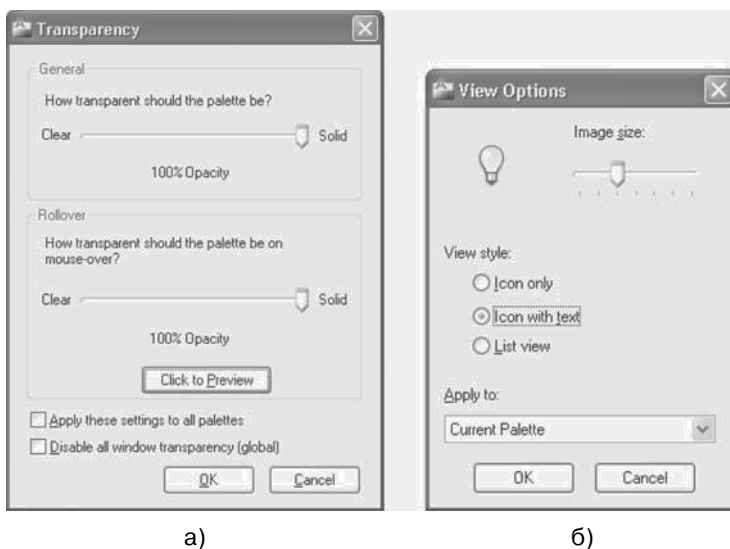 Transparency
General
How transparent should the palette be?
Clear
Solid
100% Opacity
Rollover
How transparent should the palette be on
mouse-over?
Clear
Solid
100% Opacity
Click to Preview
Apply these settings to all palettes
Disable all window transparency (global)
OK
Cancel
а)
View Options
Image size:
View style:
Icon only
Icon with text
List view
Apply to:
Current Palette
OK
Cancel
б)